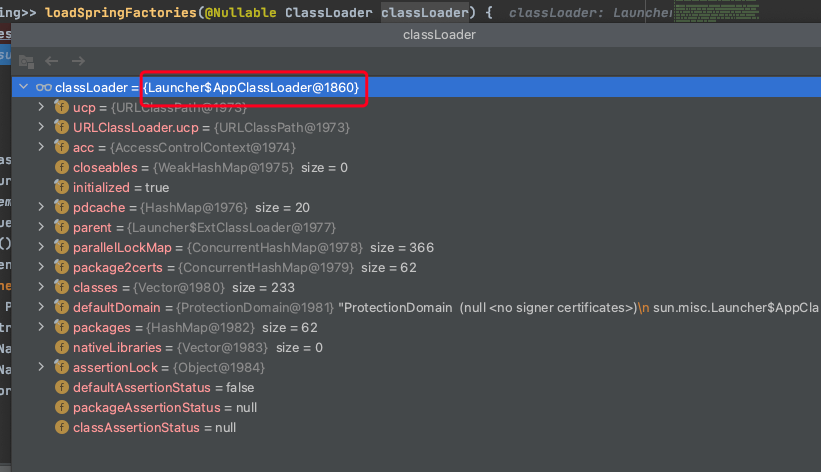 ing>> loadSpringFactories(@Nullable ClassLoader classLoader) { classLoader: Launcher
classLoader
classLoader = {Launcher$AppClassLoader@1860}
ucp = {URLClassPath@1973}
URLClassLoader.ucp = {URLClassPath@1973}
acc = {AccessControlContext@1974}
closeables = {WeakHashMap@1975} size = 0
initialized = true
pdcache = {HashMap@1976} size = 20
parent = {Launcher$ExtClassLoader@1977}
parallelLockMap = {ConcurrentHashMap@1978} size = 366
package2certs = {ConcurrentHashMap@1979} size = 62
classes = {Vector@1980} size = 233
defaultDomain = {ProtectionDomain@1981} "ProtectionDomain (null <no signer certificates>)\n sun.misc.Launcher$AppCla
packages = {HashMap@1982} size = 62
nativeLibraries = {Vector@1983} size = 0
assertionLock = {Object@1984}
defaultAssertionStatus = false
packageAssertionStatus = null
classAssertionStatus = null